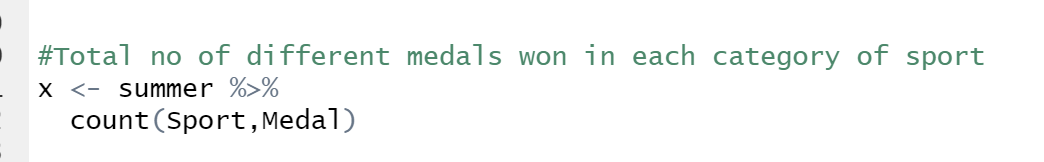 #Total no of different medals won in each category of sport
x <- summer %>%
count(Sport,Medal)